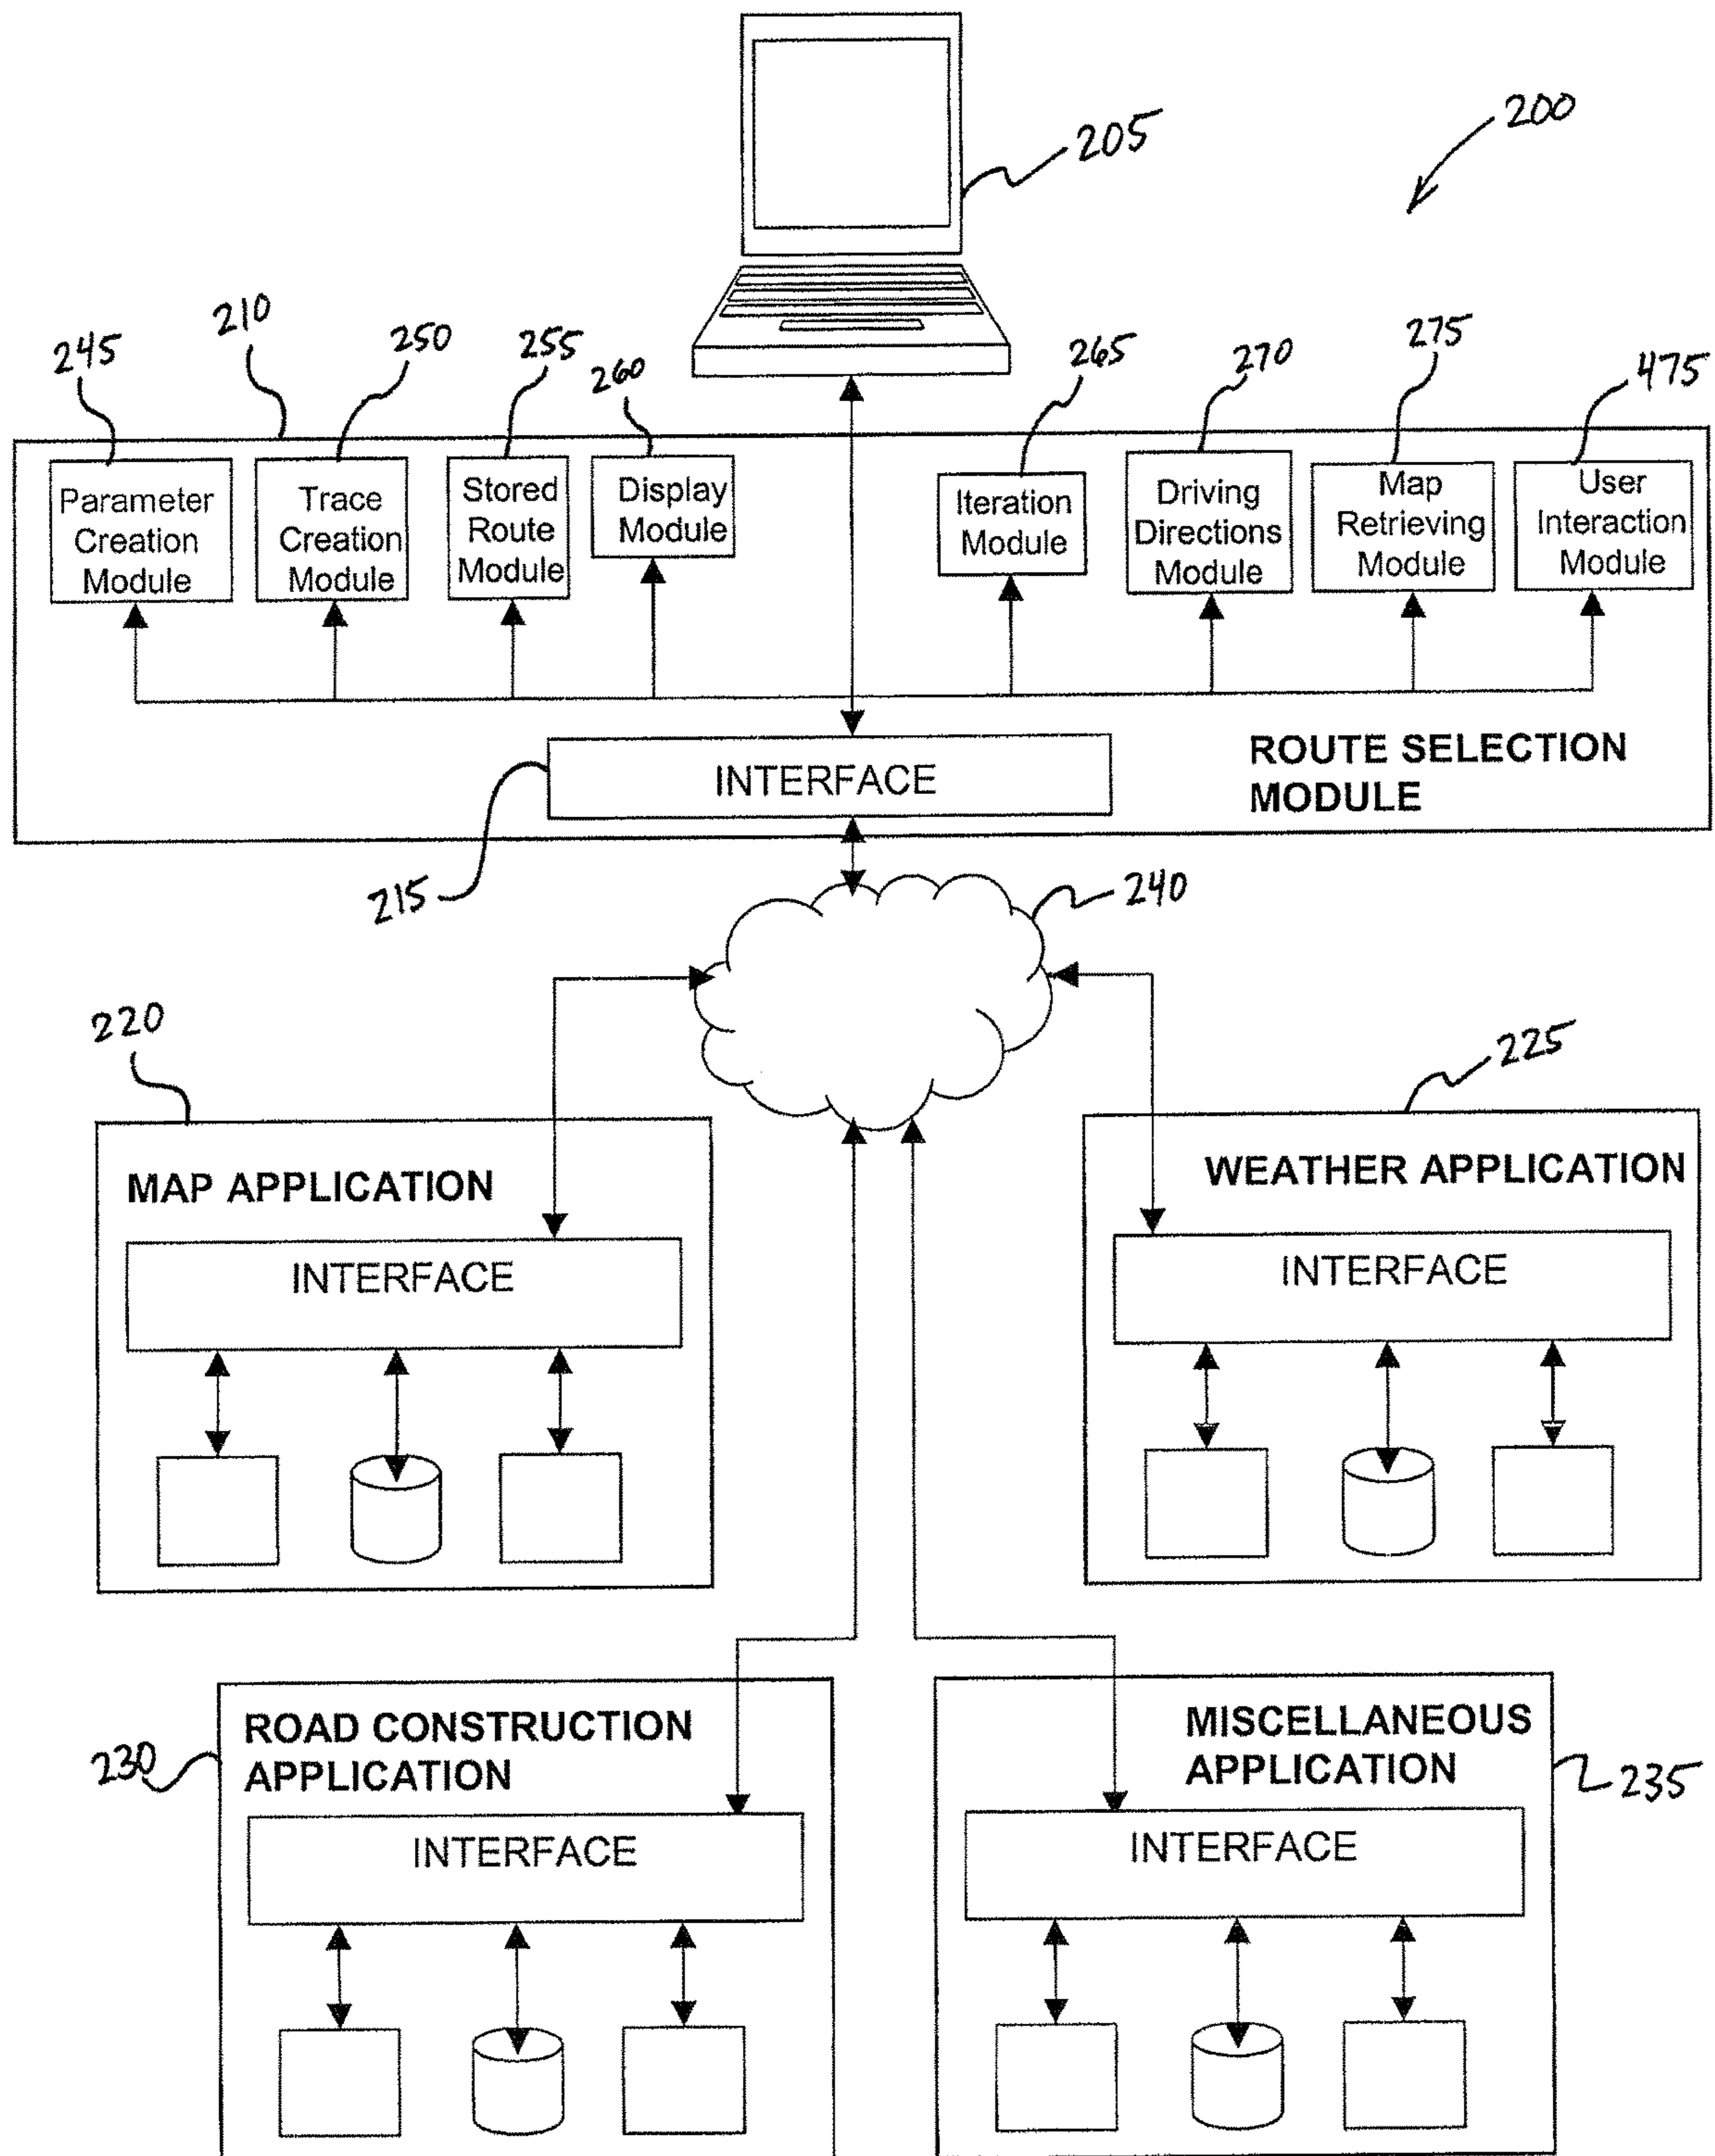 200
205
210
245
250
255
260
265
270
275
475
Parameter
Creation
Module
Trace
Creation
Module
Stored
Route
Module
Display
Module
Iteration
Module
Driving
Directions
Module
Map
Retrieving
Module
User
Interaction
Module
INTERFACE
ROUTE SELECTION
MODULE
215
240
220
225
MAP APPLICATION
INTERFACE
WEATHER APPLICATION
INTERFACE
230
ROAD CONSTRUCTION
APPLICATION
INTERFACE
MISCELLANEOUS
APPLICATION
INTERFACE
235